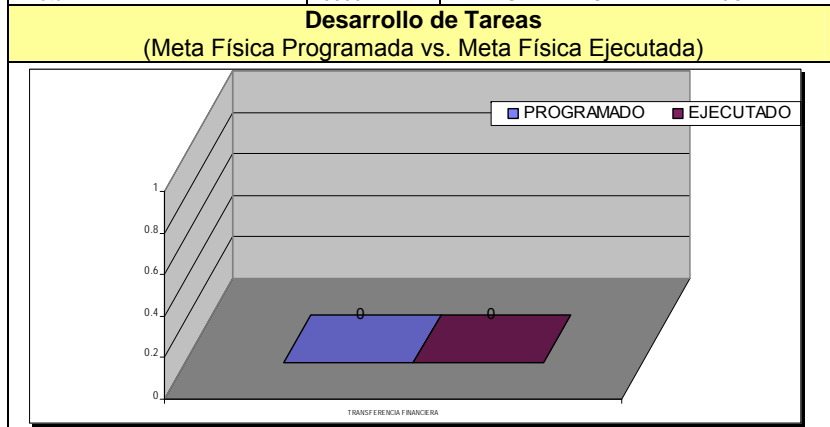 Desarrollo de Tareas
(Meta Física Programada vs. Meta Física Ejecutada)
PROGRAMADO EJECUTADO
1
0.8
0.6
0.4
0.2
0
0 0
TRANSFERENCIA FINANCIERA